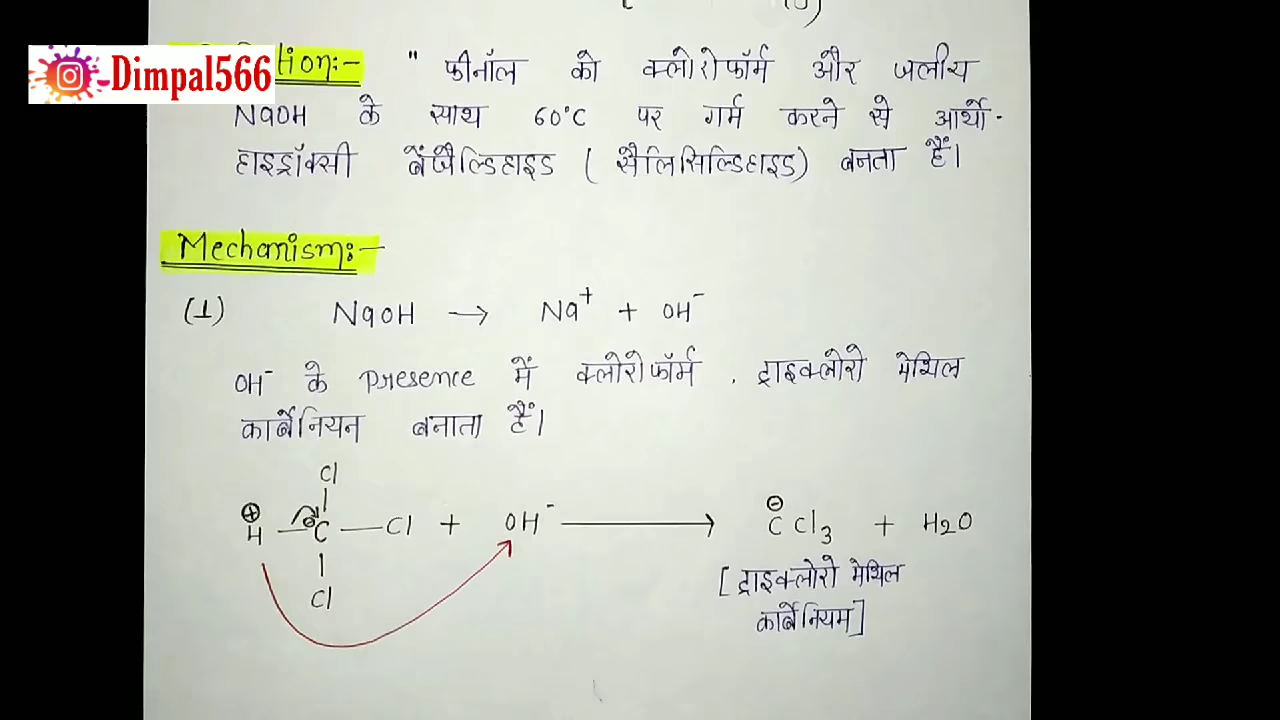 Dimpal566
tion:- " फीनॉल को क्लोरोफॉर्म और जलीय
NaOH के साथ 60°C पर गर्म करने से आर्थो-
हाइड्रॉक्सी बेंजैल्डिहाइड ( सैलिसिल्डिहाइड) बनता हैं।
Mechanism:-
(1) NaOH → Na⁺ + OH⁻
OH⁻ के presence में क्लोरोफॉर्म , ट्राइक्लोरो मेथिल
कार्बेनियन बनाता हैं।
Cl
⊕
H — C — Cl + OH⁻ → ⊖CCl₃ + H₂O
Cl
[ ट्राइक्लोरो मेथिल
कार्बेनियम]